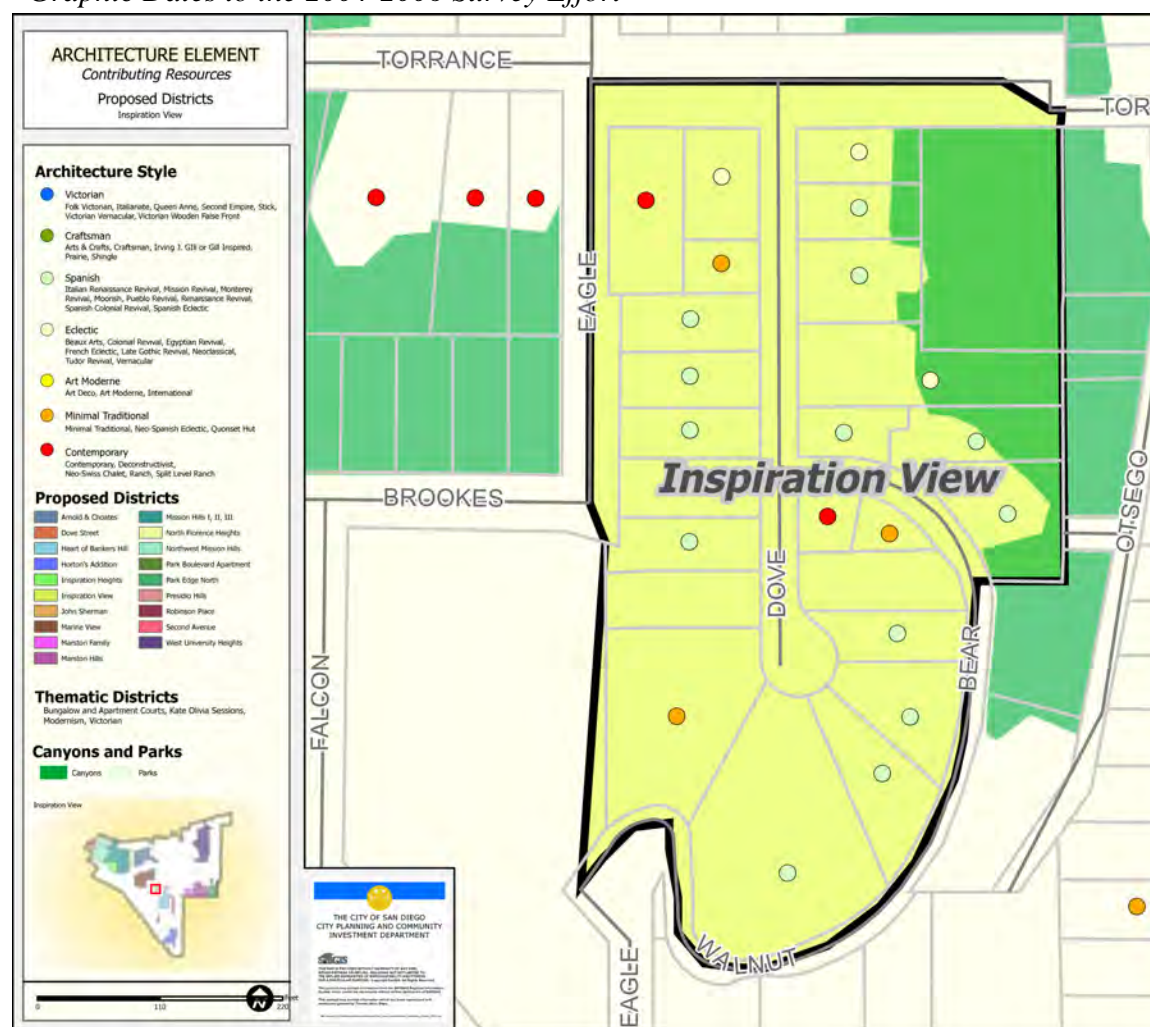 Graphic Dates to the 2004-2006 Survey Effort
ARCHITECTURE ELEMENT
Contributing Resources
Proposed Districts
Inspiration View
Architecture Style
Victorian
Folk Victorian, Italianate, Queen Anne, Second Empire, Stick,
Victorian Vernacular, Victorian Wooden False Front
Craftsman
Arts & Crafts, Craftsman, Irving J. Gill or Gill Inspired,
Prairie, Shingle
Spanish
Italian Renaissance Revival, Mission Revival, Monterey
Revival, Moorish, Pueblo Revival, Renaissance Revival,
Spanish Colonial Revival, Spanish Eclectic
Eclectic
Beaux Arts, Colonial Revival, Egyptian Revival,
French Eclectic, Late Gothic Revival, Neoclassical,
Tudor Revival, Vernacular
Art Moderne
Art Deco, Art Moderne, International
Minimal Traditional
Minimal Traditional, Neo-Spanish Eclectic, Quonset Hut
Contemporary
Contemporary, Deconstructivist,
Neo-Swiss Chalet, Ranch, Split Level Ranch
Proposed Districts
Arnold & Choates
Dove Street
Heart of Bankers Hill
Horton's Addition
Inspiration Heights
Inspiration View
John Sherman
Marine View
Marston Family
Marston Hills
Mission Hills I, II, III
North Florence Heights
Northwest Mission Hills
Park Boulevard Apartment
Park Edge North
Presidio Hills
Robinson Place
Second Avenue
West University Heights
Thematic Districts
Bungalow and Apartment Courts, Kate Olivia Sessions,
Modernism, Victorian
Canyons and Parks
Canyons
Parks
Inspiration View
0 110 220
Feet
N
THE CITY OF SAN DIEGO
CITY PLANNING AND COMMUNITY
INVESTMENT DEPARTMENT
TORRANCE
TOR
EAGLE
BROOKES
Inspiration View
DOVE
BEAR
OTSEGO
FALCON
EAGLE
WALNUT